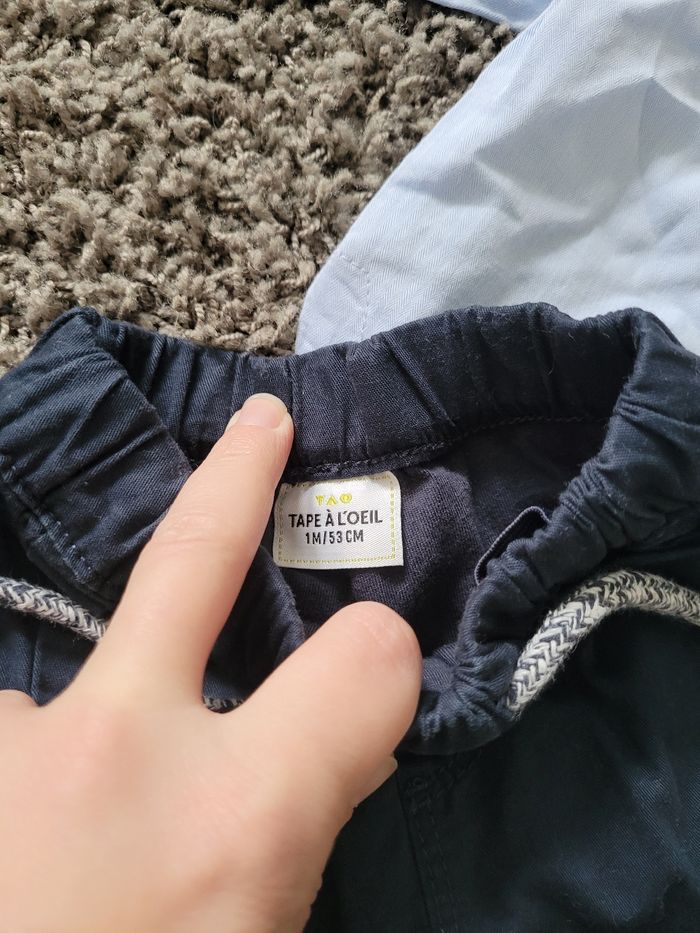 TAO
TAPE À L'OEIL
1M/53 CM